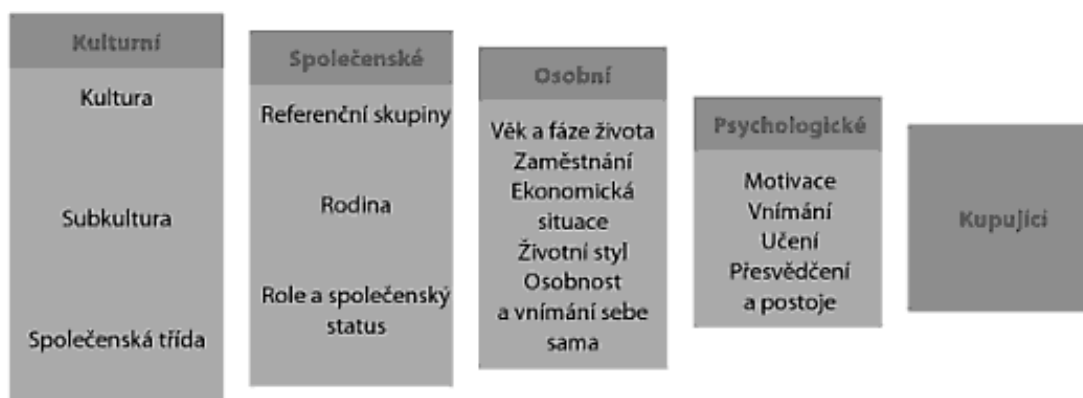 Kulturní
Kultura
Subkultura
Společenská třída
Společenské
Referenční skupiny
Rodina
Role a společenský
status
Osobní
Věk a fáze života
Zaměstnání
Ekonomická
situace
Životní styl
Osobnost
a vnímání sebe
sama
Psychologické
Motivace
Vnímání
Učení
Přesvědčení
a postoje
Kupující